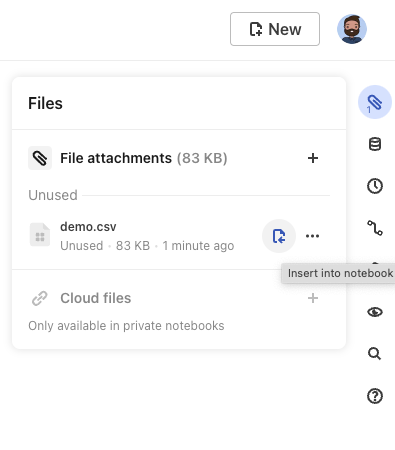 New
Files
1
File attachments (83 KB)
Unused
demo.csv
Unused · 83 KB · 1 minute ago
Insert into notebook
Cloud files
Only available in private notebooks